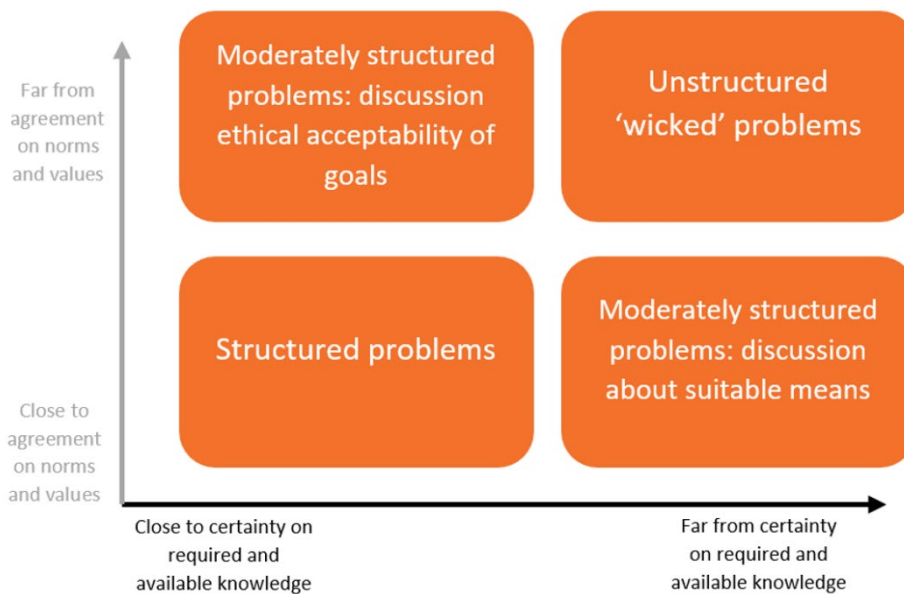 Far from
agreement
on norms
and values
Moderately structured
problems: discussion
ethical acceptability of
goals
Unstructured
‘wicked’ problems
Structured problems
Moderately structured
problems: discussion
about suitable means
Close to
agreement
on norms
and values
Close to certainty on
required and
available knowledge
Far from certainty
on required and
available knowledge